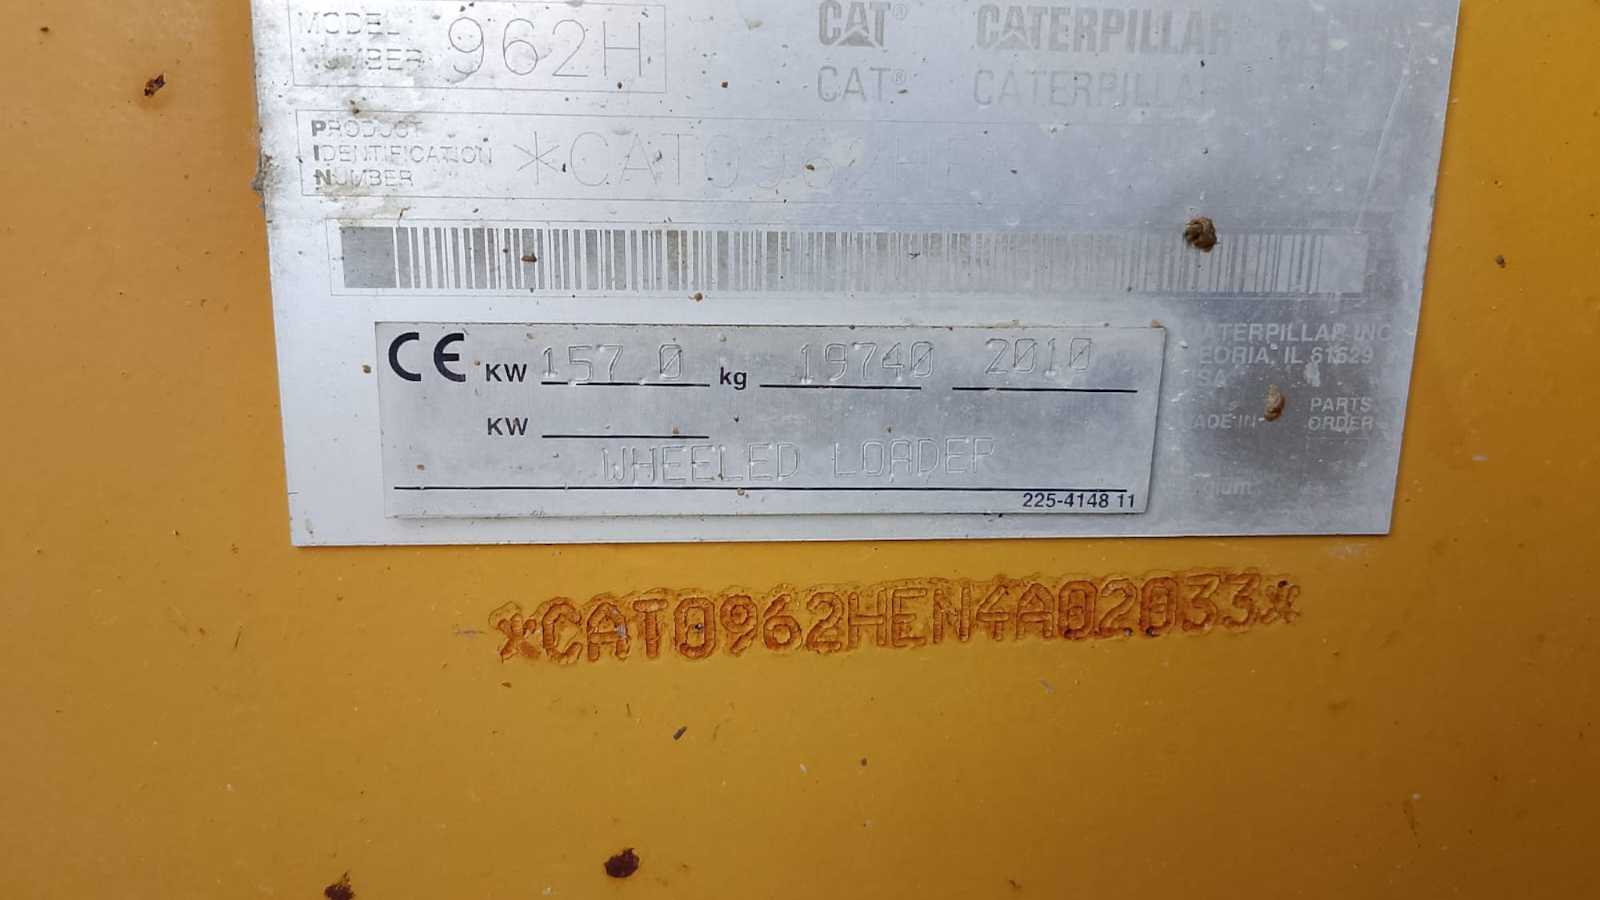 MODEL
NUMBER 962H
CAT® CATERPILLAR
CAT® CATERPILLAR
PRODUCT
IDENTIFICATION
NUMBER *CAT0962HE
CE KW 157.0 kg 19740 2010
KW
WHEELED LOADER
225-4148 11
CATERPILLAR INC
PEORIA, IL 61629
USA
MADE IN
PARTS
ORDER
*CAT0962HEN4A02033*